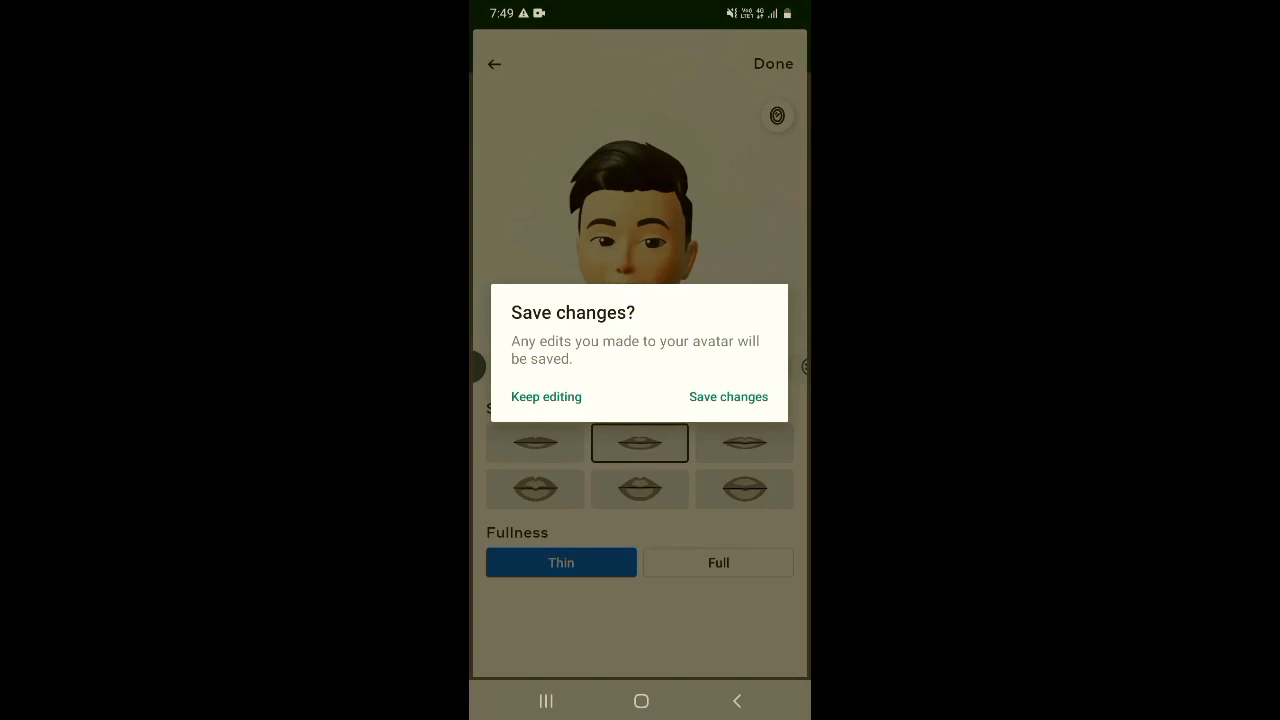 7:49
Done
Save changes?
Any edits you made to your avatar will
be saved.
Keep editing
Save changes
Fullness
Thin
Full